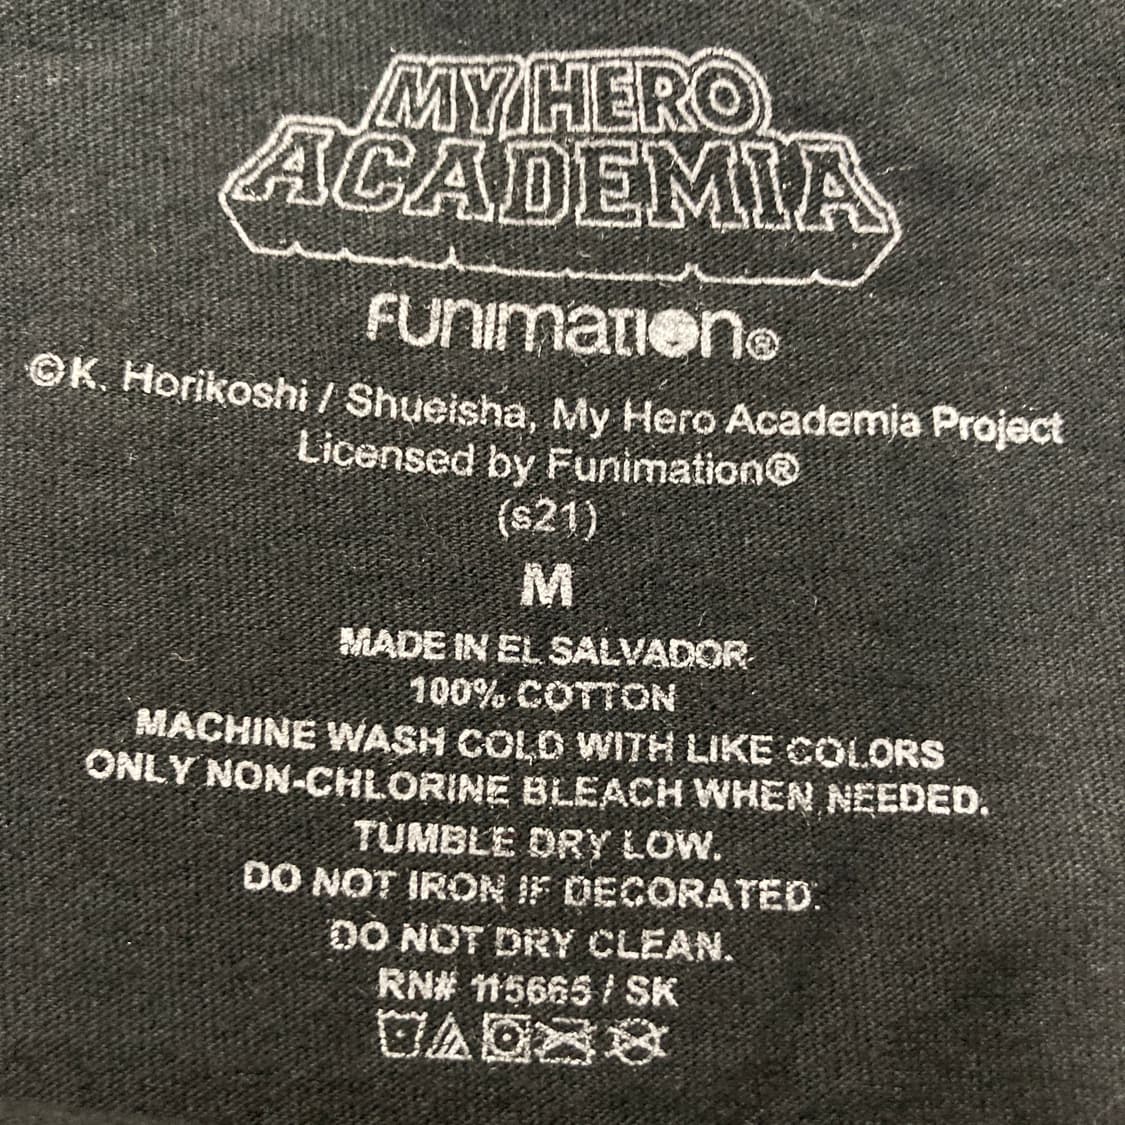 MY HERO
ACADEMIA
FUNIMATION®
©K. Horikoshi / Shueisha, My Hero Academia Project
Licensed by Funimation®
(s21)
M
MADE IN EL SALVADOR
100% COTTON
MACHINE WASH COLD WITH LIKE COLORS
ONLY NON-CHLORINE BLEACH WHEN NEEDED.
TUMBLE DRY LOW.
DO NOT IRON IF DECORATED.
DO NOT DRY CLEAN.
RN# 115665 / SK